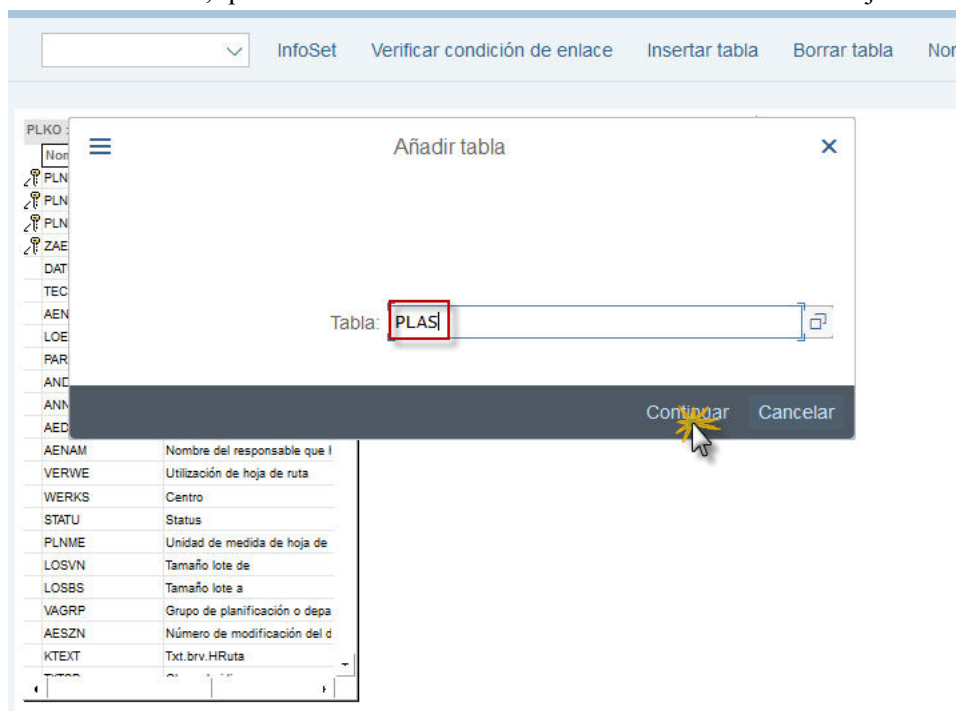 InfoSet Verificar condición de enlace Insertar tabla Borrar tabla
PLKO :
Añadir tabla
PLN
PLN
PLN
ZAE
DAT
TEC
AEN
Tabla: PLAS
LOE
PAR
AND
ANN
Continuar Cancelar
AED
AENAM Nombre del responsable que
VERWE Utilización de hoja de ruta
WERKS Centro
STATU Status
PLNME Unidad de medida de hoja de
LOSVN Tamaño lote de
LOSBS Tamaño lote a
VAGRP Grupo de planificación o depa
AESZN Número de modificación del d
KTEXT Txt.brv.HRuta